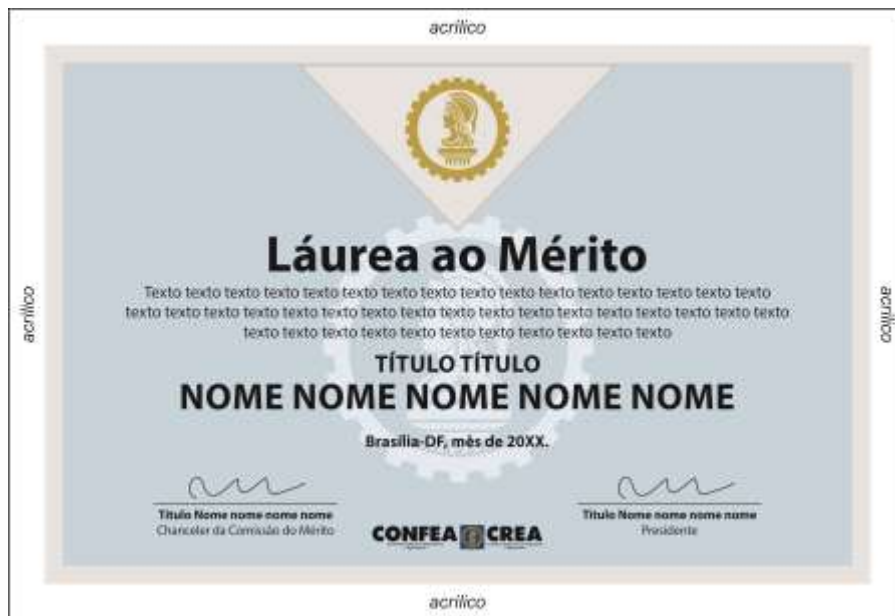 acrílico
Láurea ao Mérito
Texto texto texto texto texto texto texto texto texto texto texto texto texto texto texto texto
texto texto texto texto texto texto texto texto texto texto texto texto texto texto texto texto texto
texto texto texto texto texto texto texto texto texto texto texto
acrílico
acrílico
TÍTULO TÍTULO
NOME NOME NOME NOME NOME
Brasília-DF, mês de 20XX.
Título Nome nome nome nome
Chanceler da Comissão do Mérito
Título Nome nome nome nome
Presidente
CONFEA CREA
acrílico